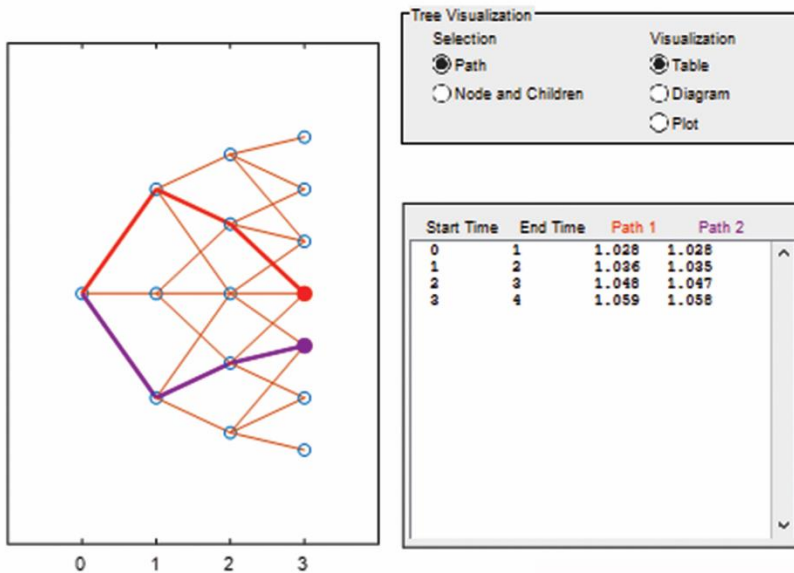 Tree Visualization
Selection Visualization
Path Table
Node and Children Diagram
Plot
Start Time End Time Path 1 Path 2
0 1 1.028 1.028
1 2 1.036 1.035
2 3 1.048 1.047
3 4 1.059 1.058
0 1 2 3